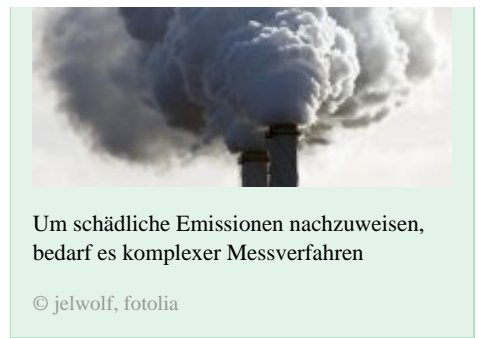 Um schädliche Emissionen nachzuweisen,
bedarf es komplexer Messverfahren
© jelwolf, fotolia